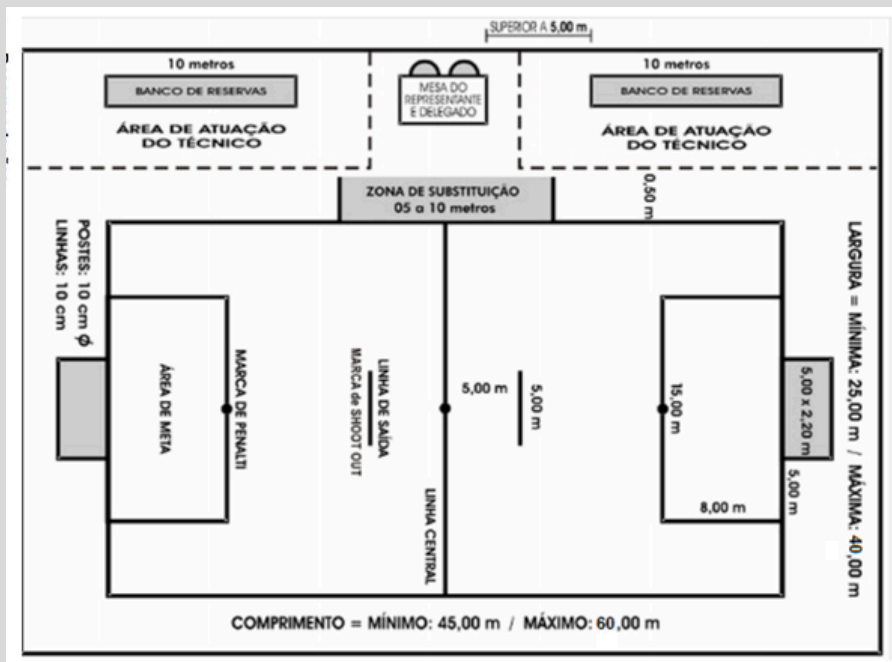 SUPERIOR A 5,00 m
10 metros
BANCO DE RESERVAS
ÁREA DE ATUAÇÃO
DO TÉCNICO
MESA DO
REPRESENTANTE
E DELEGADO
10 metros
BANCO DE RESERVAS
ÁREA DE ATUAÇÃO
DO TÉCNICO
ZONA DE SUBSTITUIÇÃO
05 a 10 metros
0,50 m
POSTES: 10 cm Ø
LINHAS: 10 cm
ÁREA DE META
MARCA DE PENALTI
LINHA DE SAÍDA
MARCA de SHOOT OUT
LINHA CENTRAL
5,00 m
5,00 m
15,00 m
8,00 m
5,00 x 2,20 m
5,00 m
LARGURA = MÍNIMA: 25,00 m / MÁXIMA: 40,00 m
COMPRIMENTO = MÍNIMO: 45,00 m / MÁXIMO: 60,00 m